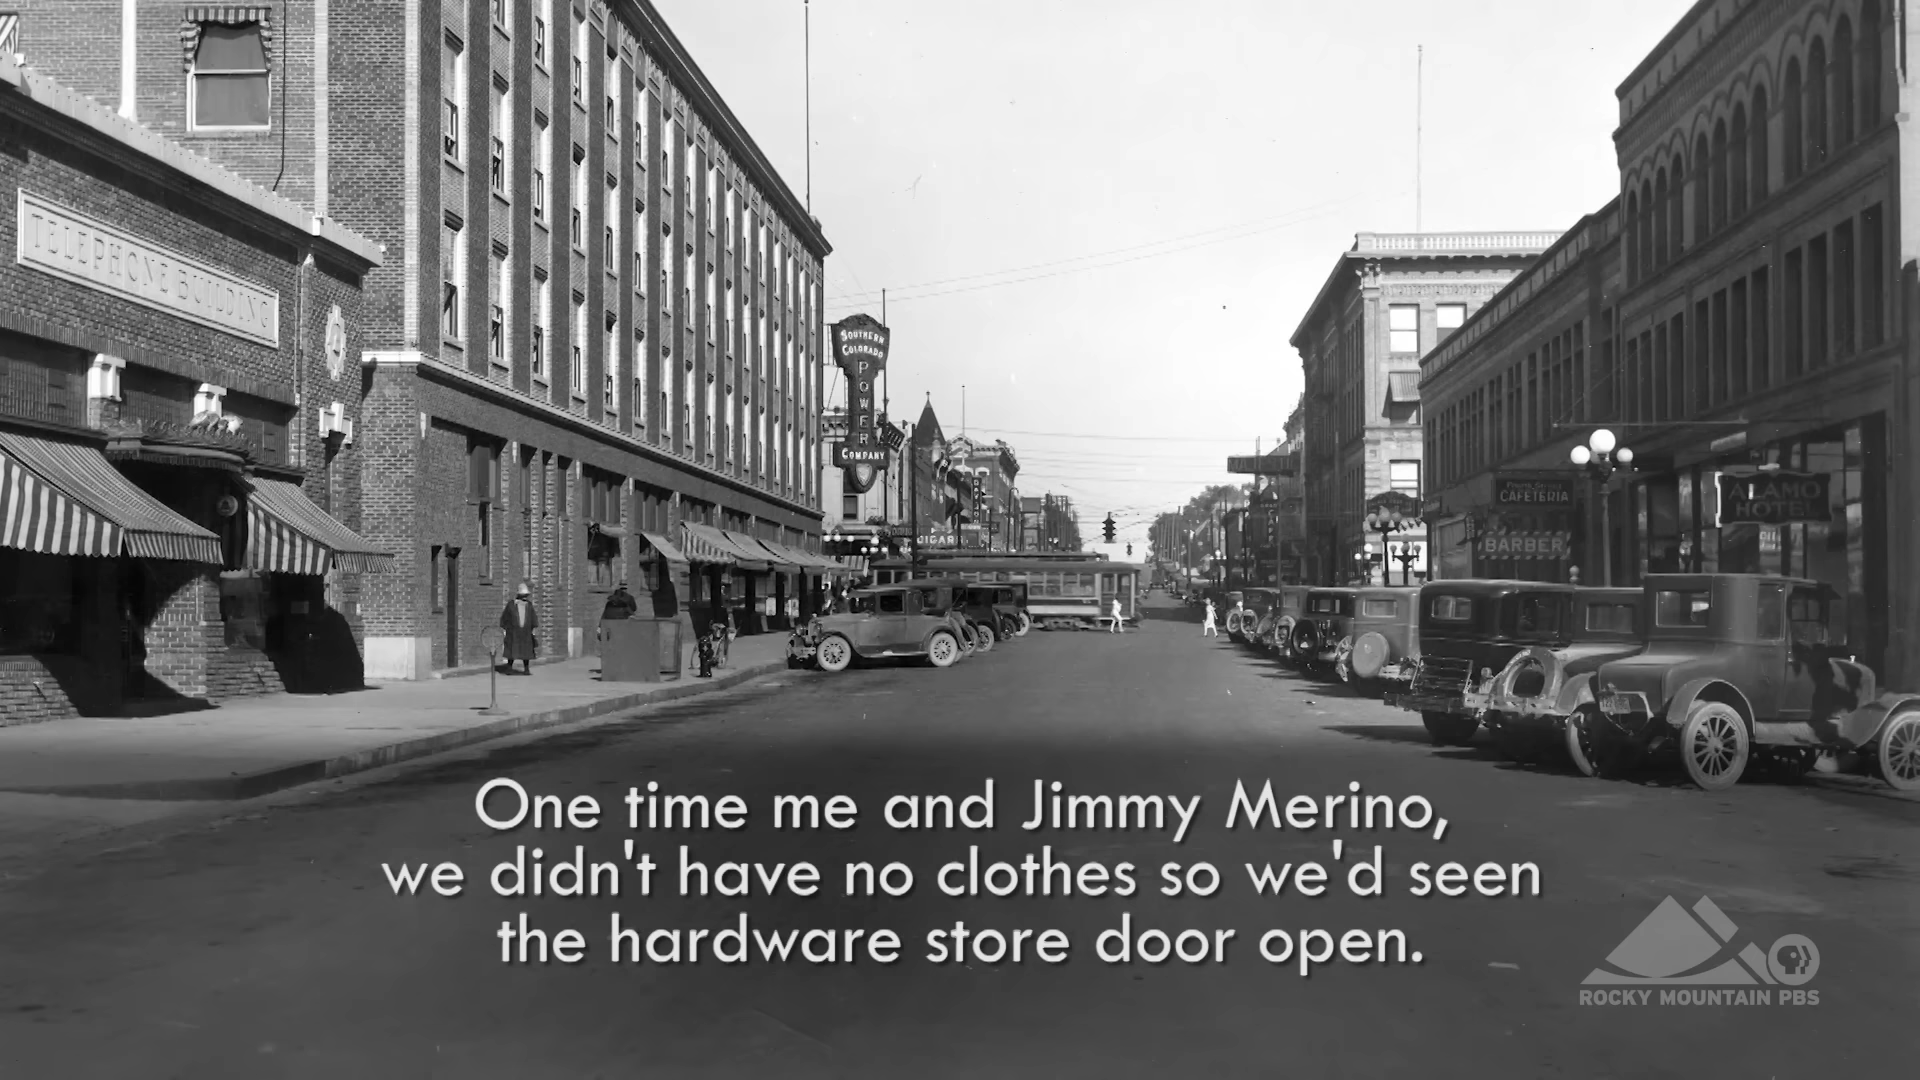 TELEPHONE BUILDING
SOUTHERN
COLORADO
POWER
COMPANY
CIGARS
CAFETERIA
BARBER
ALAMO
HOTEL
One time me and Jimmy Merino,
we didn't have no clothes so we'd seen
the hardware store door open.
ROCKY MOUNTAIN PBS